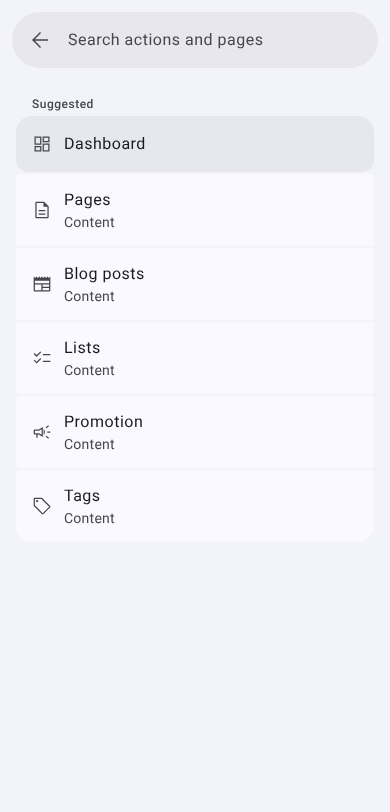 Search actions and pages
Suggested
Dashboard
Pages
Content
Blog posts
Content
Lists
Content
Promotion
Content
Tags
Content